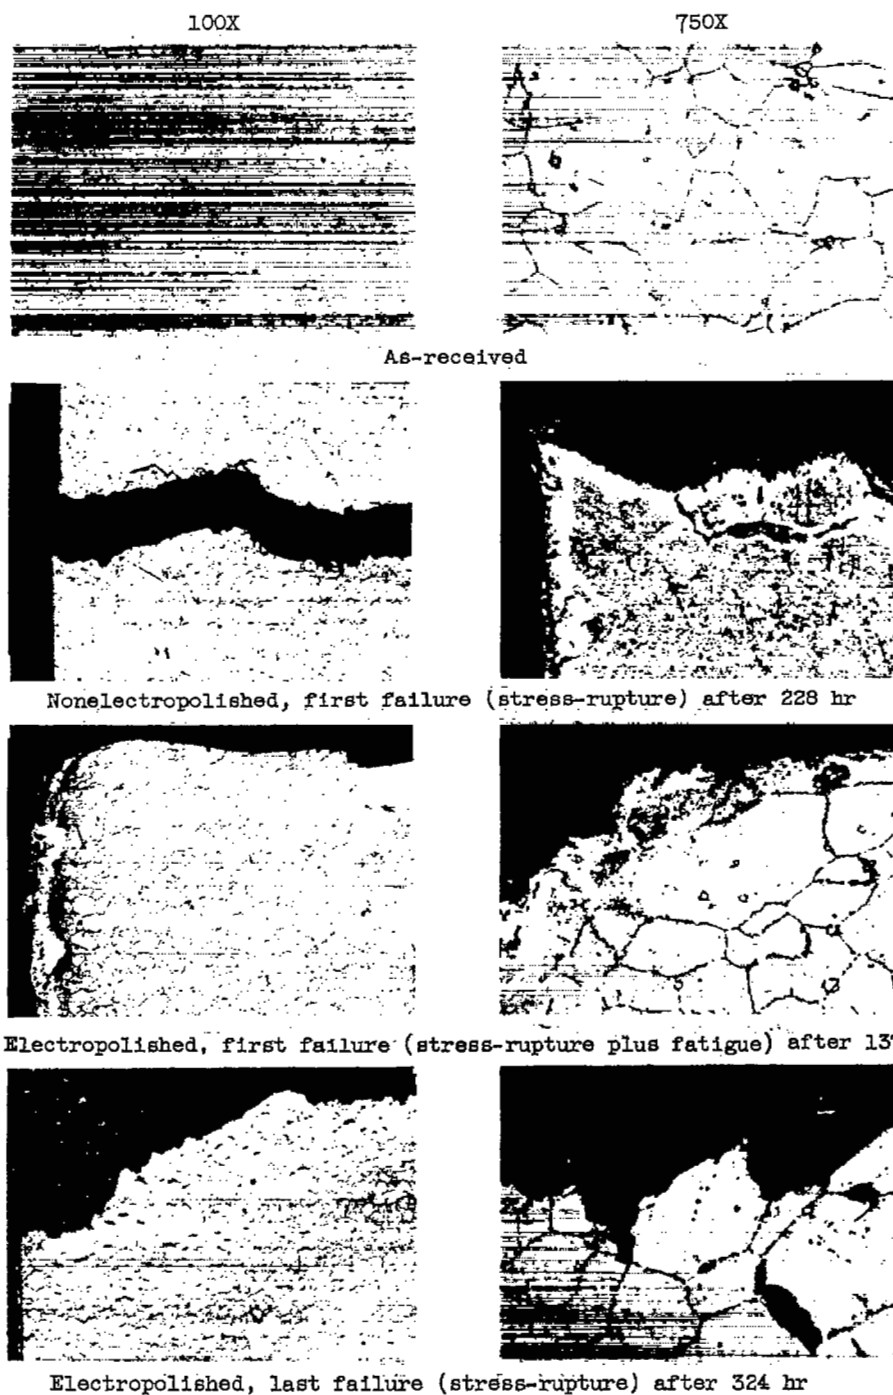 100X 750X
As-received
Nonelectropolished, first failure (stress-rupture) after 228 hr
Electropolished, first failure (stress-rupture plus fatigue) after
Electropolished, last failure (stress-rupture) after 324 hr